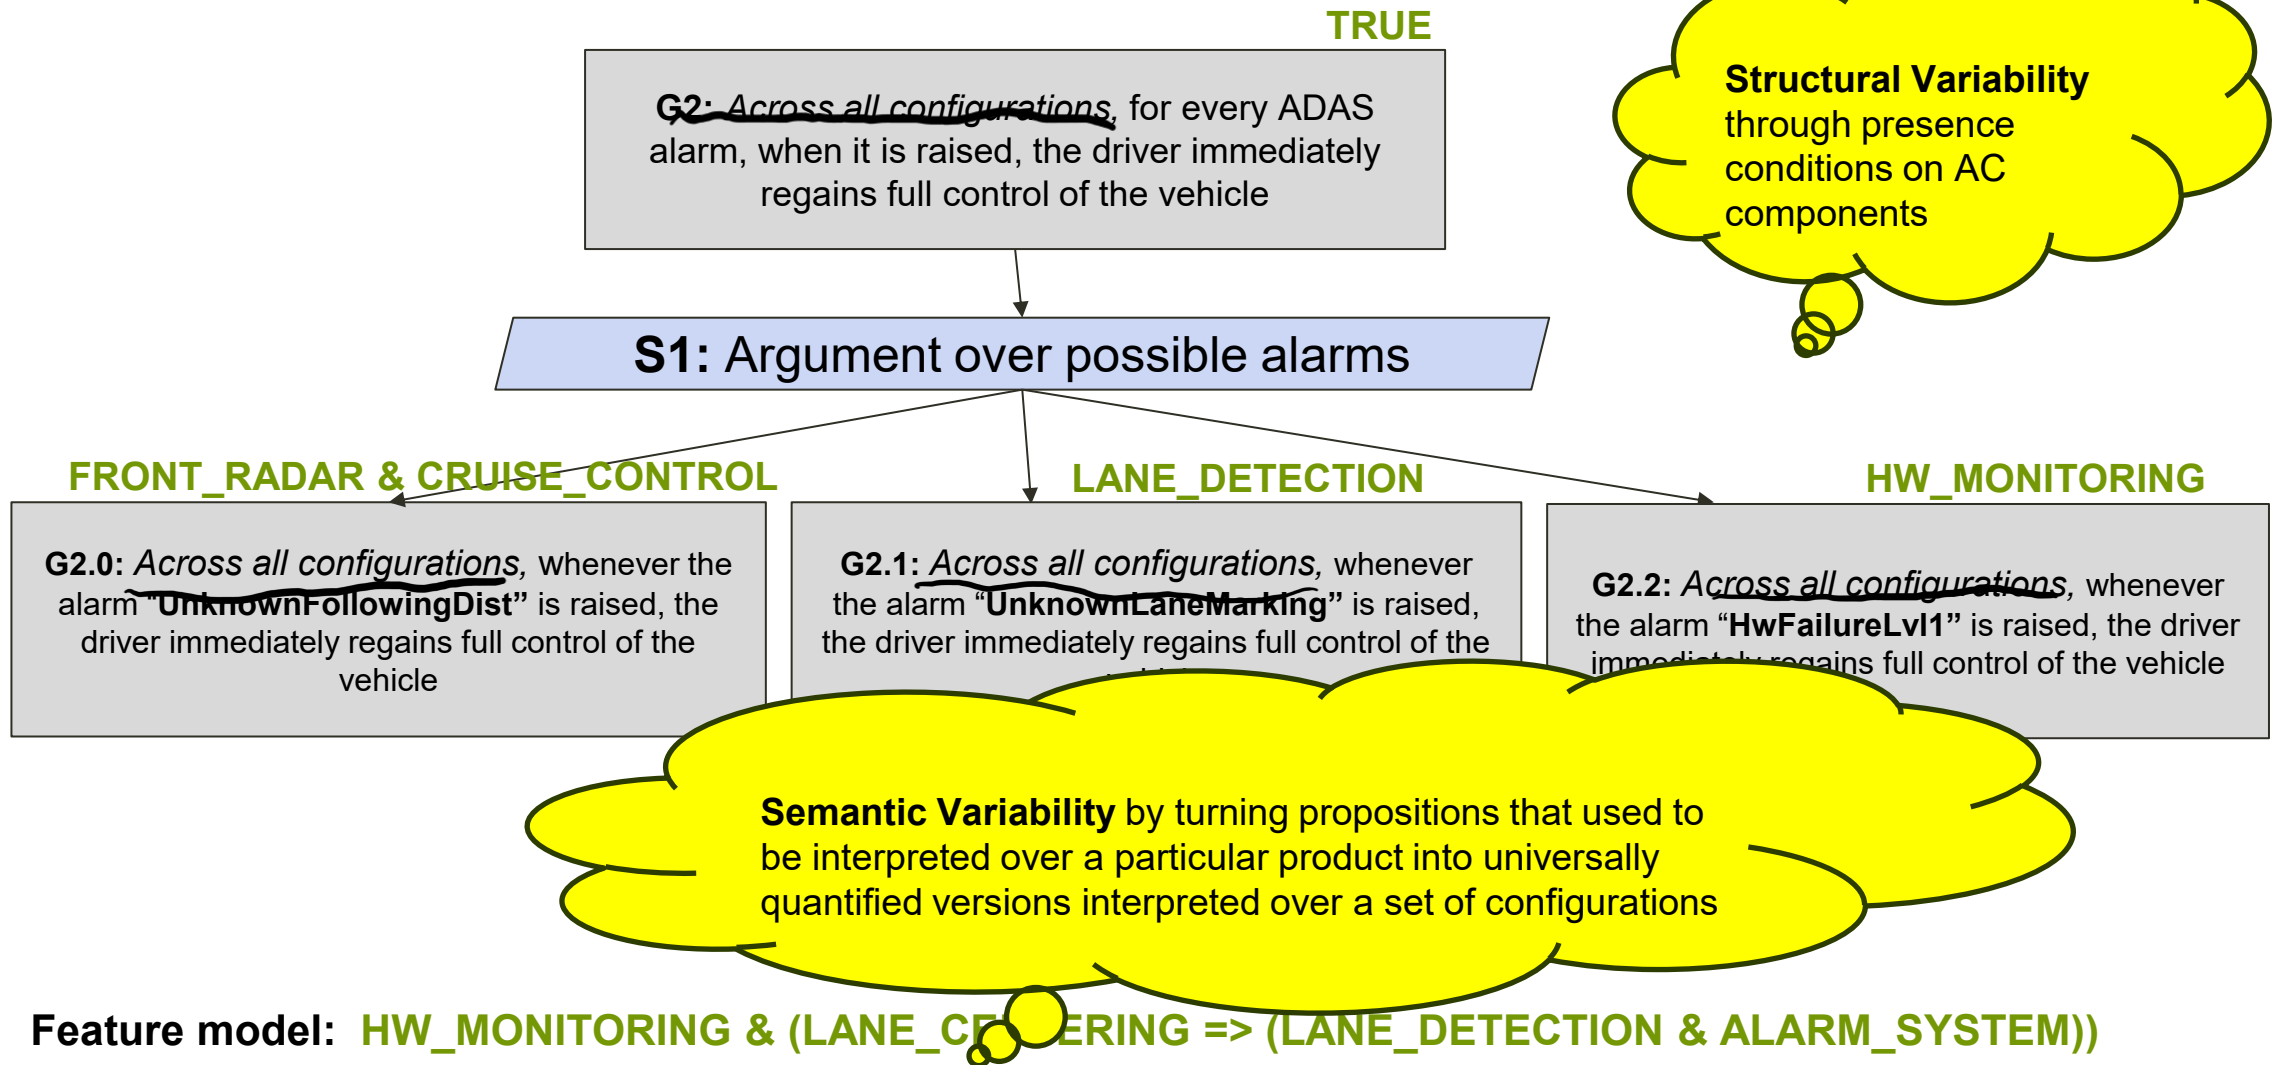 TRUE
G2: Across all configurations, for every ADAS
alarm, when it is raised, the driver immediately
regains full control of the vehicle
Structural Variability
through presence
conditions on AC
components
S1: Argument over possible alarms
FRONT_RADAR & CRUISE_CONTROL
LANE_DETECTION
HW_MONITORING
G2.0: Across all configurations, whenever the
alarm "UnknownFollowingDist” is raised, the
driver immediately regains full control of the
vehicle
G2.1: Across all configurations, whenever
the alarm “UnknownLaneMarking” is raised,
the driver immediately regains full control of the
G2.2: Across all configurations, whenever
the alarm “HwFailureLvl1” is raised, the driver
immediately regains full control of the vehicle
Semantic Variability by turning propositions that used to
be interpreted over a particular product into universally
quantified versions interpreted over a set of configurations
Feature model: HW_MONITORING & (LANE_CENTERING => (LANE_DETECTION & ALARM_SYSTEM))